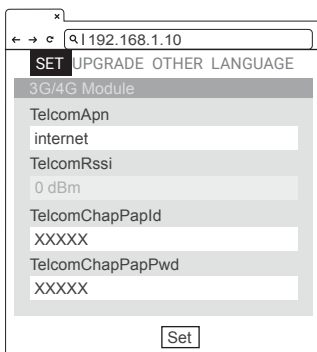 192.168.1.10
SET UPGRADE OTHER LANGUAGE
3G/4G Module
TelcomApn
internet
TelcomRssi
0 dBm
TelcomChapPapId
XXXXX
TelcomChapPapPwd
XXXXX
Set